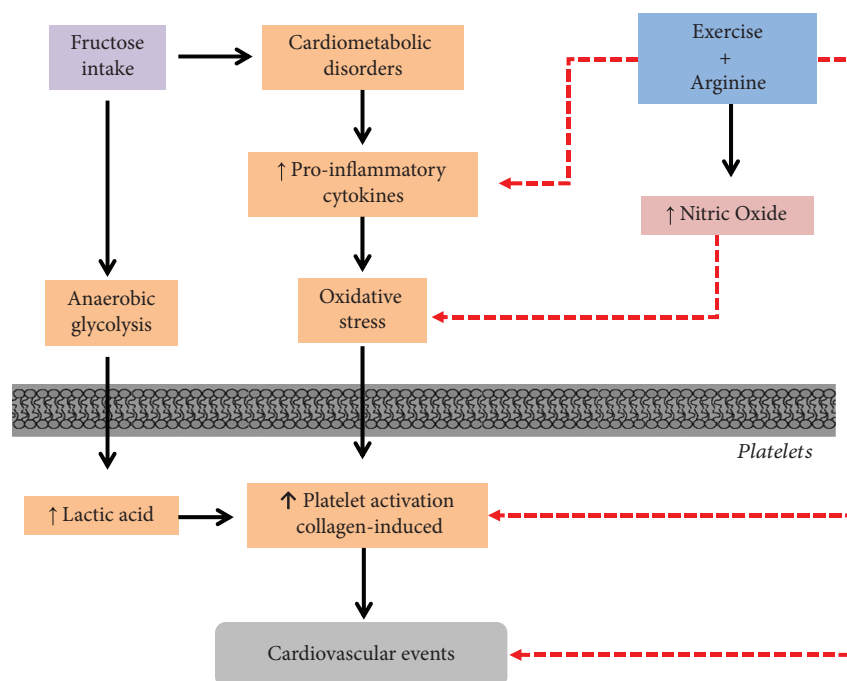 Fructose
intake
Cardiometabolic
disorders
Exercise
+
Arginine
↑ Pro-inflammatory
cytokines
↑ Nitric Oxide
Anaerobic
glycolysis
Oxidative
stress
Platelets
↑ Lactic acid
↑ Platelet activation
collagen-induced
Cardiovascular events